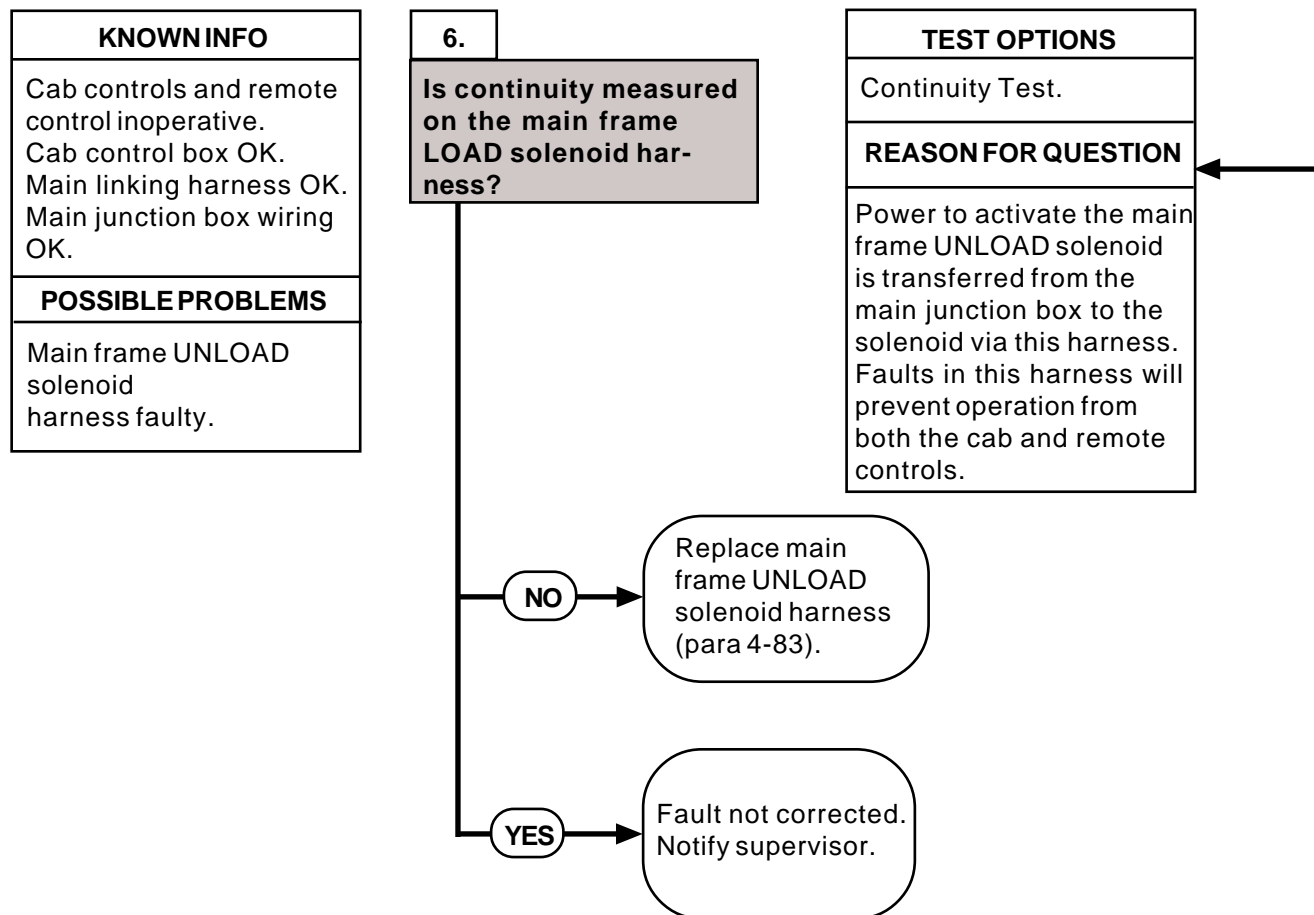 KNOWN INFO
Cab controls and remote
control inoperative.
Cab control box OK.
Main linking harness OK.
Main junction box wiring
OK.
POSSIBLE PROBLEMS
Main frame UNLOAD
solenoid
harness faulty.
6.
Is continuity measured
on the main frame
LOAD solenoid har-
ness?
TEST OPTIONS
Continuity Test.
REASON FOR QUESTION
Power to activate the main
frame UNLOAD solenoid
is transferred from the
main junction box to the
solenoid via this harness.
Faults in this harness will
prevent operation from
both the cab and remote
controls.
NO
Replace main
frame UNLOAD
solenoid harness
(para 4-83).
YES
Fault not corrected.
Notify supervisor.